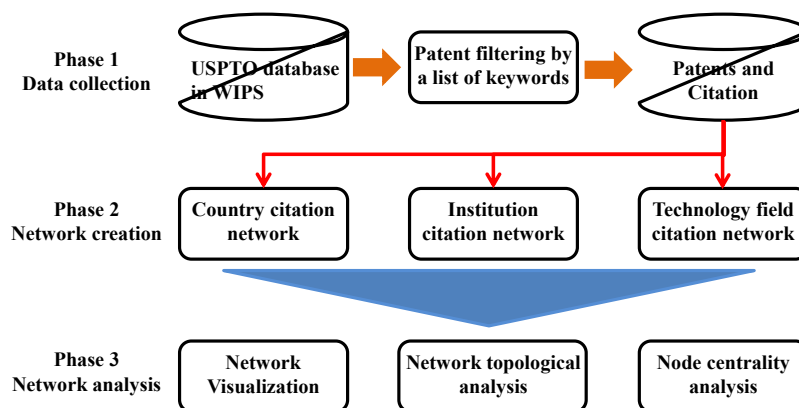 Phase 1
Data collection
USPTO database
in WIPS
Patent filtering by
a list of keywords
Patents and
Citation
Phase 2
Network creation
Country citation
network
Institution
citation network
Technology field
citation network
Phase 3
Network analysis
Network
Visualization
Network topological
analysis
Node centrality
analysis